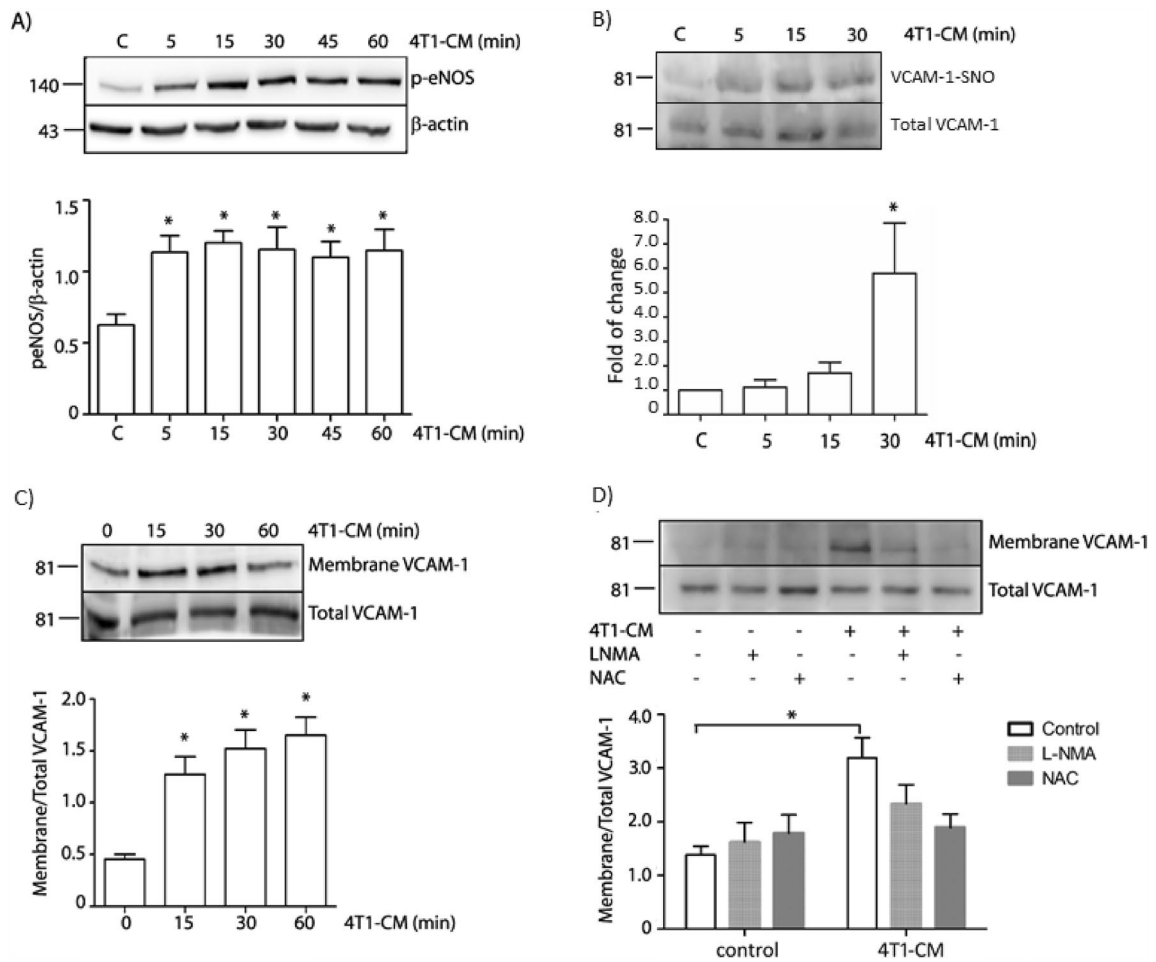 A)
C 5 15 30 45 60 4T1-CM (min)
140 p-eNOS
43 β-actin
1.5
1.0
0.5
0
peNOS/β-actin
* * * * *
C 5 15 30 45 60 4T1-CM (min)
B)
C 5 15 30 4T1-CM (min)
81 VCAM-1-SNO
81 Total VCAM-1
8.0
7.0
6.0
5.0
4.0
3.0
2.0
1.0
0
Fold of change
*
C 5 15 30 4T1-CM (min)
C)
0 15 30 60 4T1-CM (min)
81 Membrane VCAM-1
81 Total VCAM-1
2.0
1.5
1.0
0.5
0
Membrane/Total VCAM-1
* * *
0 15 30 60 4T1-CM (min)
D)
81 Membrane VCAM-1
81 Total VCAM-1
4T1-CM - - - + + +
LNMA - + - - + -
NAC - - + - - +
4.0
3.0
2.0
1.0
0
Membrane/Total VCAM-1
*
control 4T1-CM
Control
L-NMA
NAC